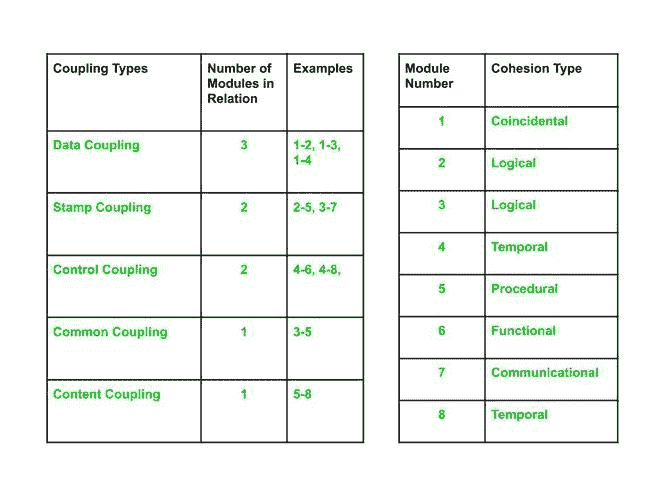 Coupling Types
Number of
Modules in
Relation
Examples
Data Coupling
3
1-2, 1-3,
1-4
Stamp Coupling
2
2-5, 3-7
Control Coupling
2
4-6, 4-8,
Common Coupling
1
3-5
Content Coupling
1
5-8
Module
Number
Cohesion Type
1
Coincidental
2
Logical
3
Logical
4
Temporal
5
Procedural
6
Functional
7
Communicational
8
Temporal